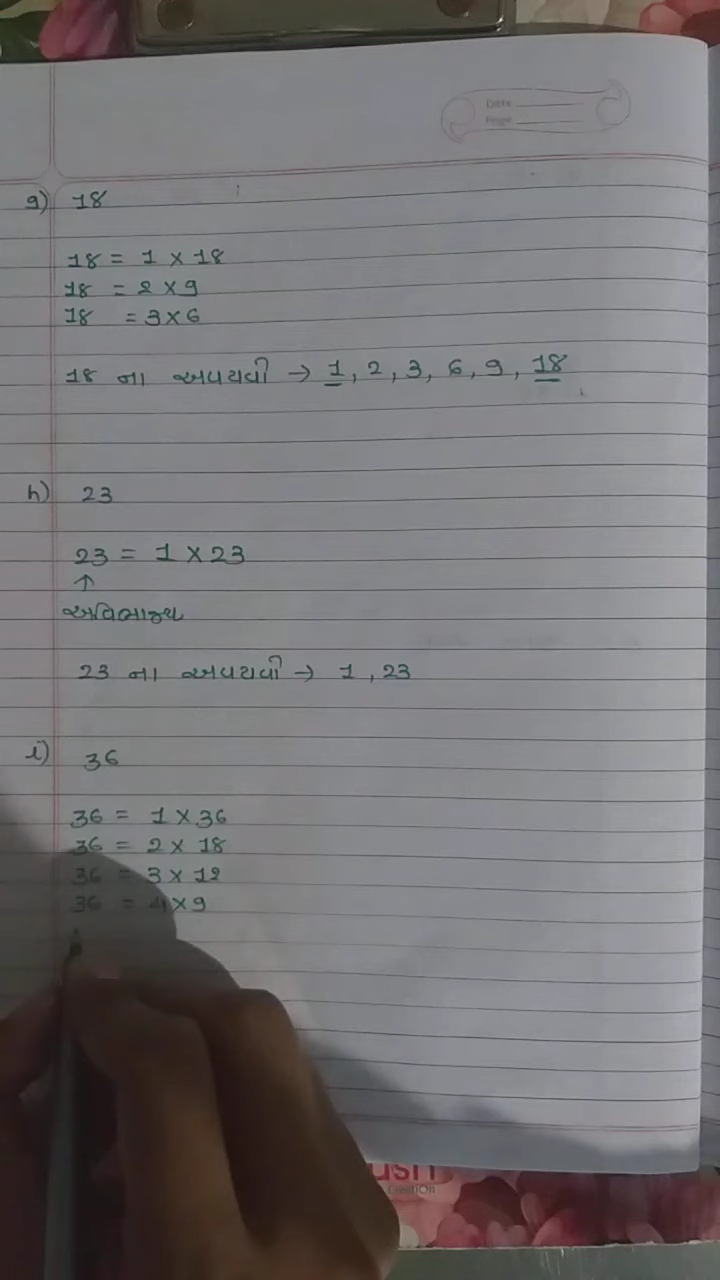 Date
Page
g) 18
18 = 1 × 18
18 = 2 × 9
18 = 3 × 6
18 ના અવયવો → 1, 2, 3, 6, 9, 18
h) 23
23 = 1 × 23
↑
અવિભાજ્ય
23 ના અવયવો → 1, 23
i) 36
36 = 1 × 36
36 = 2 × 18
36 = 3 × 12
36 = 4 × 9